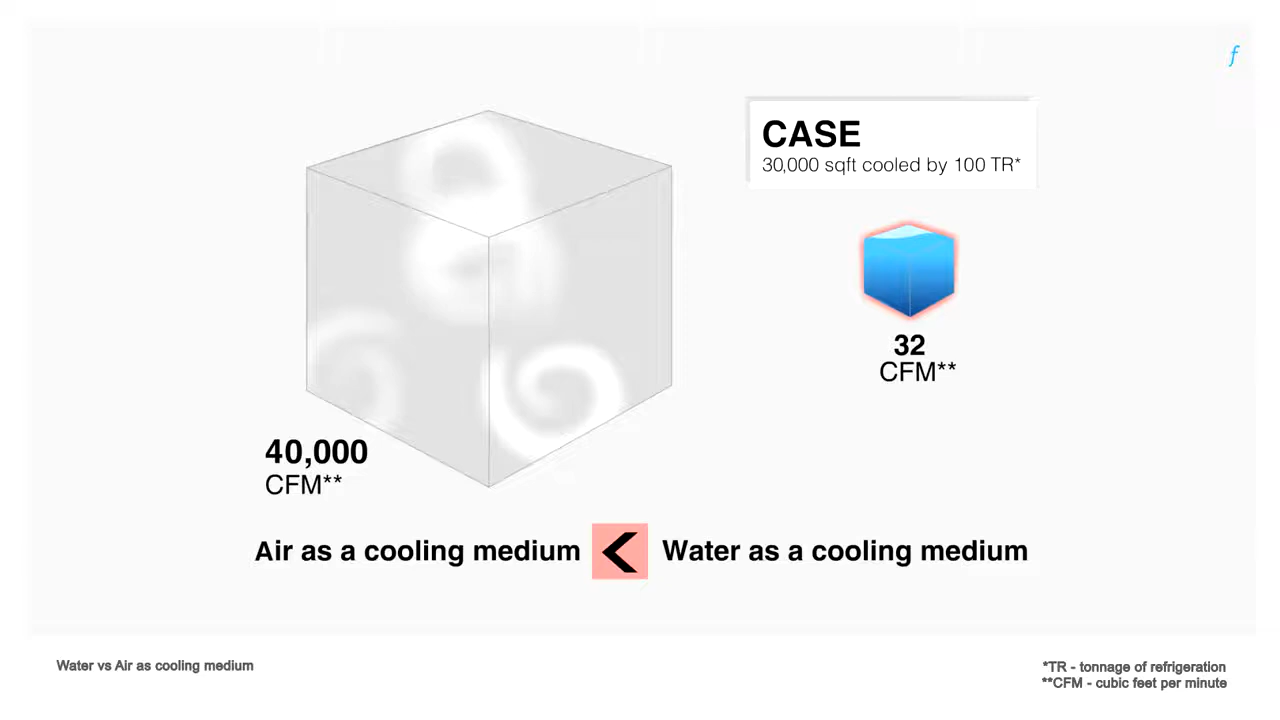 f
CASE
30,000 sqft cooled by 100 TR*
32
CFM**
40,000
CFM**
Air as a cooling medium < Water as a cooling medium
Water vs Air as cooling medium
*TR - tonnage of refrigeration
**CFM - cubic feet per minute